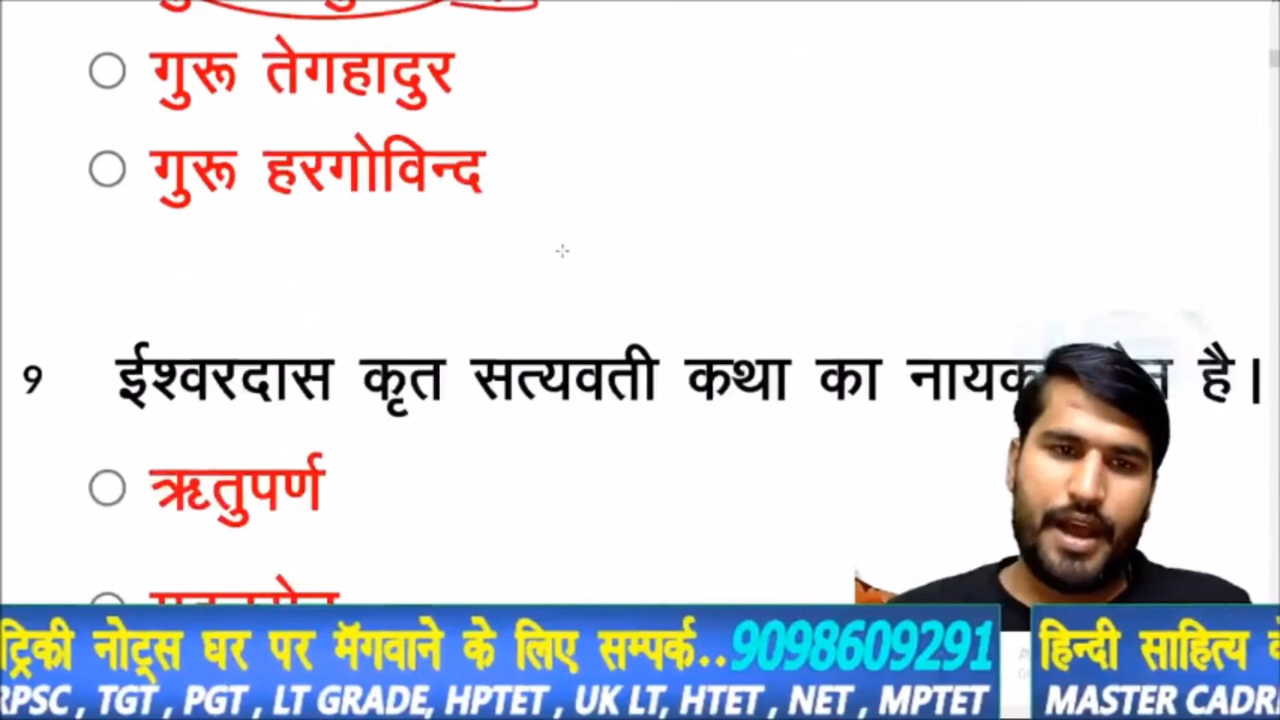 गुरू तेगहादुर
गुरू हरगोविन्द
9 ईश्वरदास कृत सत्यवती कथा का नायक है।
ऋतुपर्ण
ट्रिकी नोट्स घर पर मॅगवाने के लिए सम्पर्क..9098609291
हिन्दी साहित्य
RPSC , TGT , PGT , LT GRADE, HPTET , UK LT, HTET , NET , MPTET
MASTER CADRA